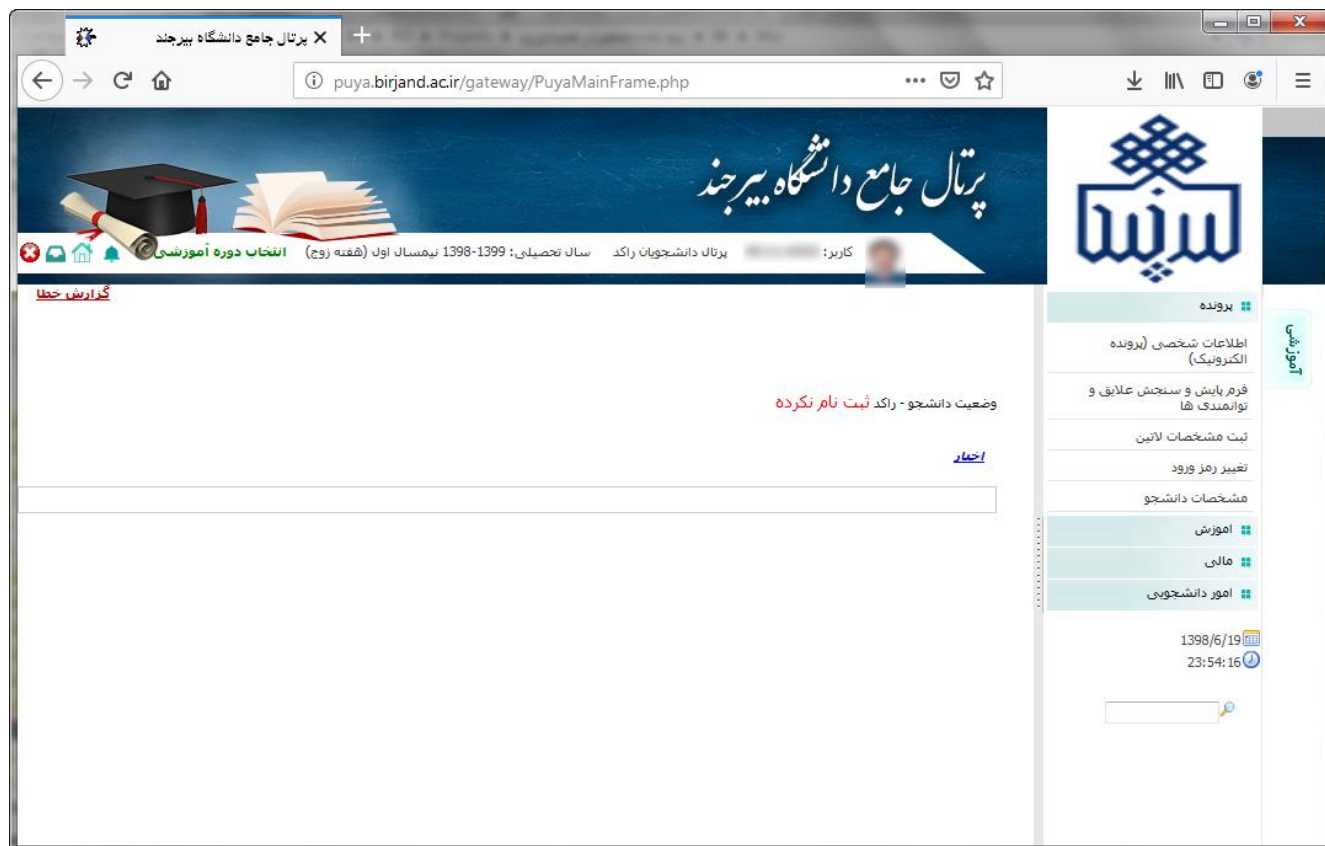 پرتال جامع دانشگاه بیرجند
puya.birjand.ac.ir/gateway/PuyaMainFrame.php
پرتال جامع دانشگاه بیرجند
کاربر:
پرتال دانشجویان راکد
سال تحصیلی: 1399-1398 نیمسال اول (هفته زوج)
انتخاب دوره آموزشی
گزارش خطا
آموزشی
پرونده
اطلاعات شخصی (پرونده
الکترونیک)
فرم پایش و سنجش علایق و
توانمندی ها
ثبت مشخصات لاتین
تغییر رمز ورود
مشخصات دانشجو
اموزش
مالی
امور دانشجویی
1398/6/19
23:54:16
وضعیت دانشجو - راکد ثبت نام نکرده
اخبار